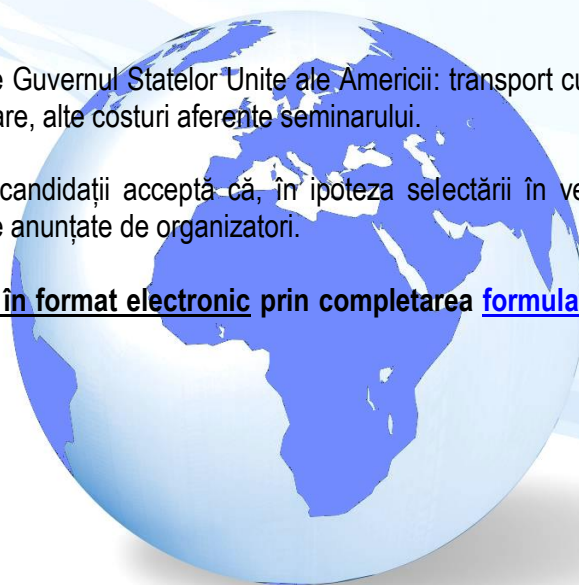 e Guvernul Statelor Unite ale Americii: transport cu
are, alte costuri aferente seminarului.
candidații acceptă că, în ipoteza selectării în ve
e anunțate de organizatori.
în format electronic prin completarea formula